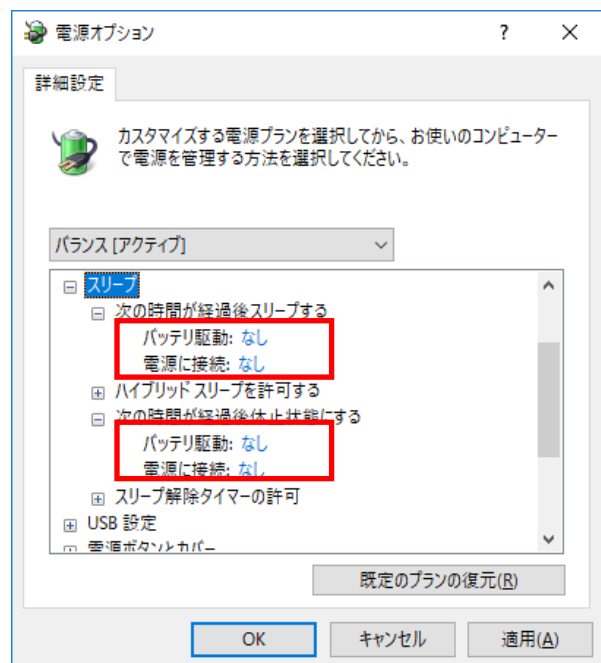 電源オプション ? ×
詳細設定
カスタマイズする電源プランを選択してから、お使いのコンピューター
で電源を管理する方法を選択してください。
バランス [アクティブ]
スリープ
次の時間が経過後スリープする
バッテリ駆動: なし
電源に接続: なし
ハイブリッド スリープを許可する
次の時間が経過後休止状態にする
バッテリ駆動: なし
電源に接続: なし
スリープ解除タイマーの許可
USB 設定
電源ボタンとカバー
既定のプランの復元(R)
OK キャンセル 適用(A)